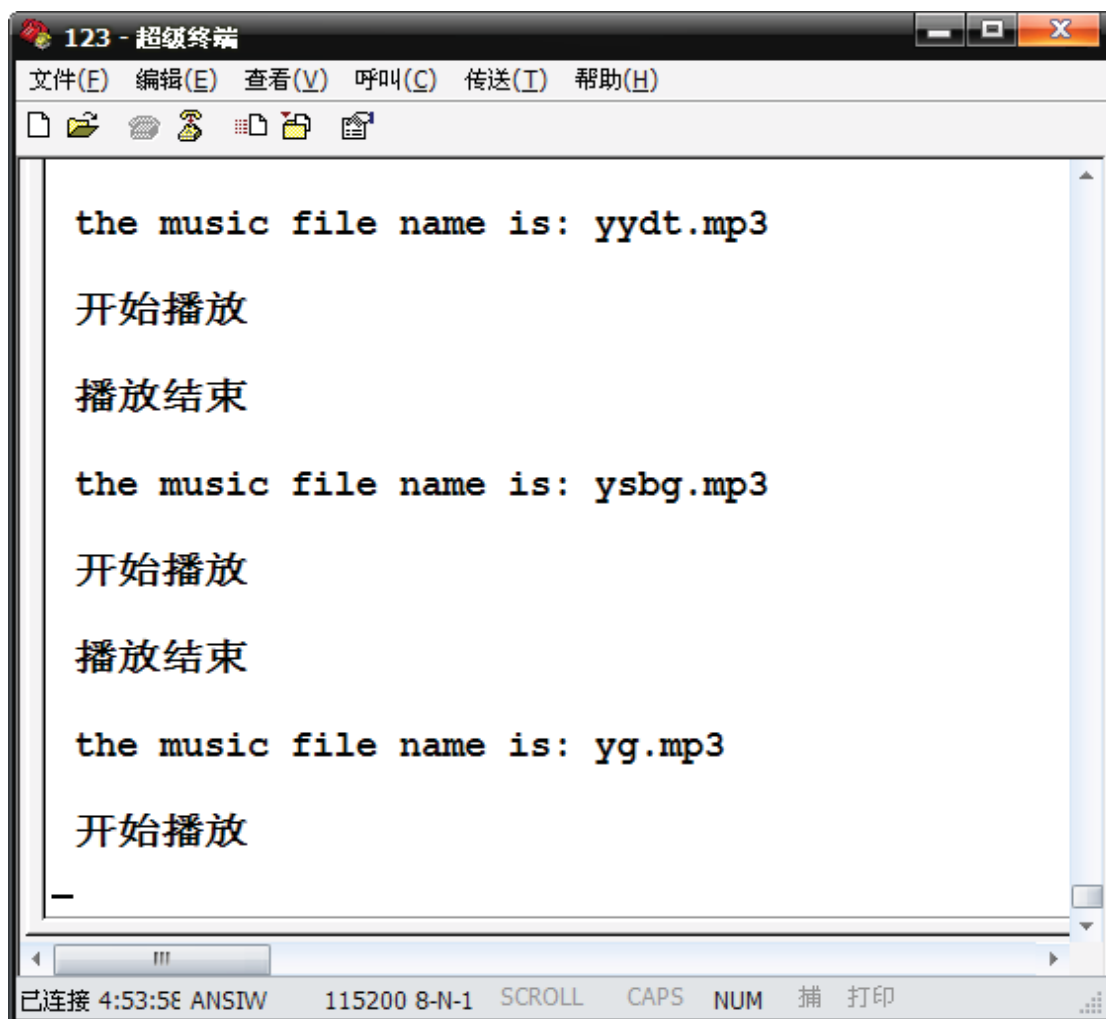 123 - 超级终端
文件(F) 编辑(E) 查看(V) 呼叫(C) 传送(T) 帮助(H)
the music file name is: yydt.mp3
开始播放
播放结束
the music file name is: ysbg.mp3
开始播放
播放结束
the music file name is: yg.mp3
开始播放
已连接 4:53:58 ANSIW 115200 8-N-1 SCROLL CAPS NUM 捕 打印